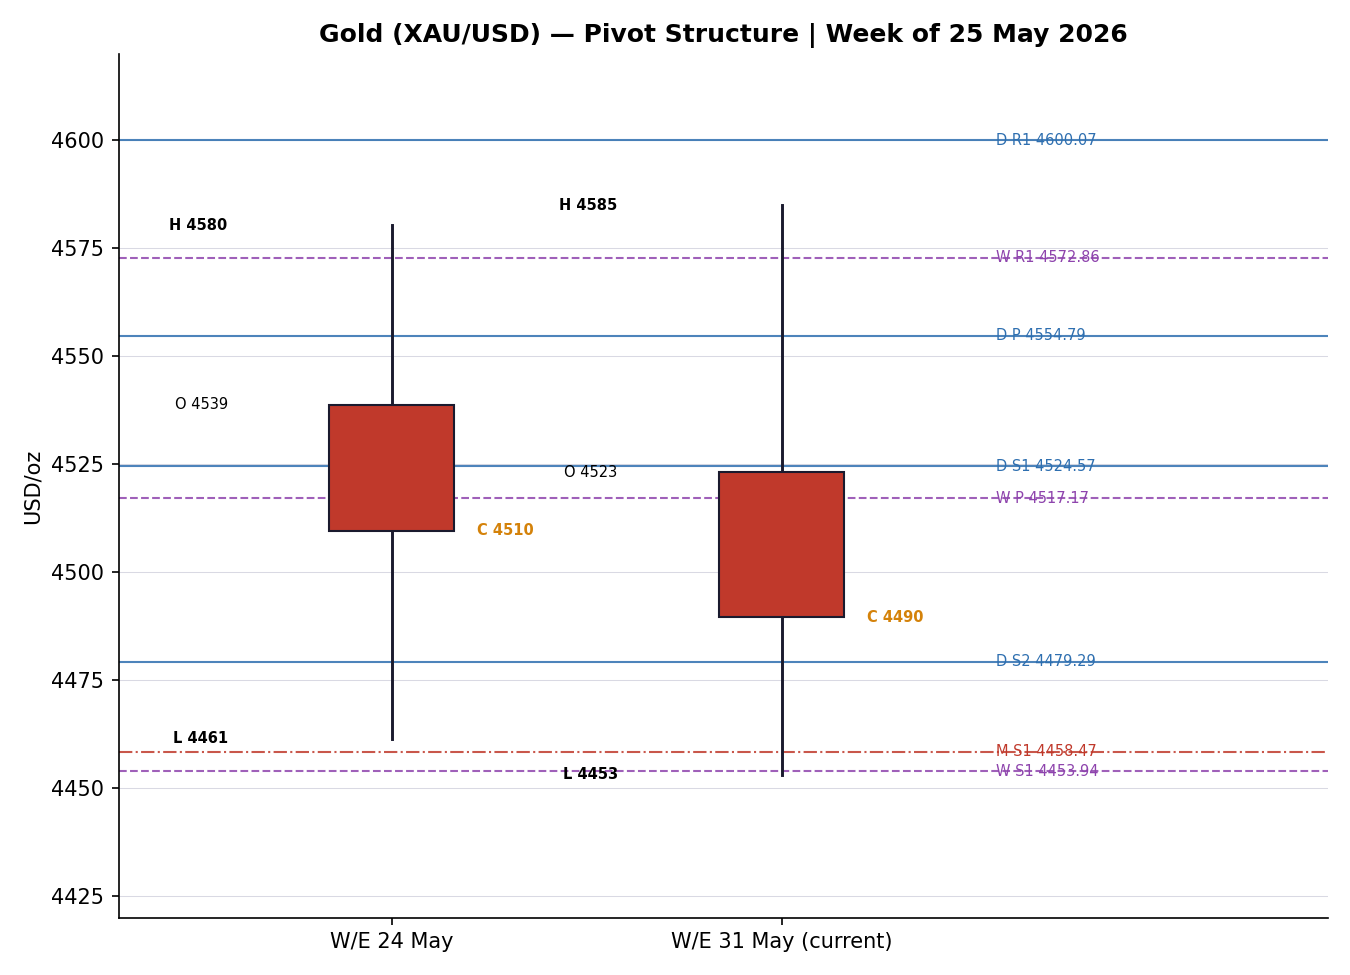 Gold (XAU/USD) — Pivot Structure | Week of 25 May 2026
USD/oz
4600
4575
4550
4525
4500
4475
4450
4425
D R1 4600.07
H 4585
H 4580
W R1 4572.86
D P 4554.79
O 4539
D S1 4524.57
O 4523
W P 4517.17
C 4510
C 4490
D S2 4479.29
L 4461
M S1 4458.47
W S1 4453.94
L 4453
W/E 24 May
W/E 31 May (current)